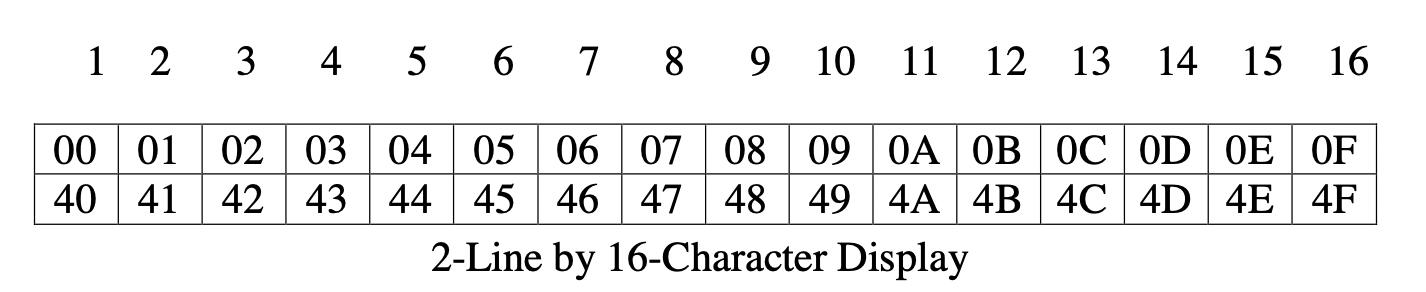 1 2 3 4 5 6 7 8 9 10 11 12 13 14 15 16
00 01 02 03 04 05 06 07 08 09 0A 0B 0C 0D 0E 0F
40 41 42 43 44 45 46 47 48 49 4A 4B 4C 4D 4E 4F
2-Line by 16-Character Display